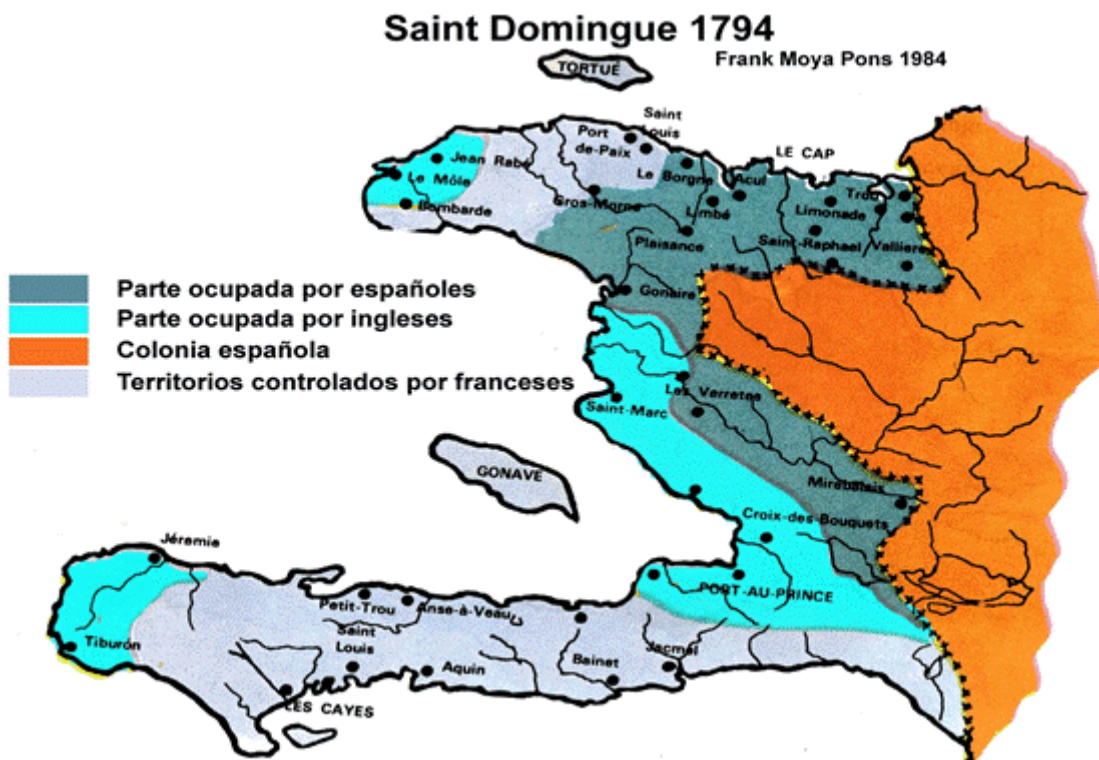 Saint Domingue 1794
Frank Moya Pons 1984
TORTUE
Saint
Louis
Port
de-Paix
LE CAP
Jean Rabé
Le Môle
Le Borgne
Acul
Trou
Bombarde
Gros-Morne
Limbé
Limonade
Plaisance
Saint-Raphael
Valliere
Gonaire
Parte ocupada por españoles
Parte ocupada por ingleses
Colonia española
Territorios controlados por franceses
Les Verretes
Saint-Marc
GONAVE
Mirebalais
Croix-des-Bouquets
Jéremie
PORT-AU-PRINCE
Petit-Trou
Anse-à-Veau
Saint
Louis
Tiburón
Aquin
Bainet
Jacmel
LES CAYES